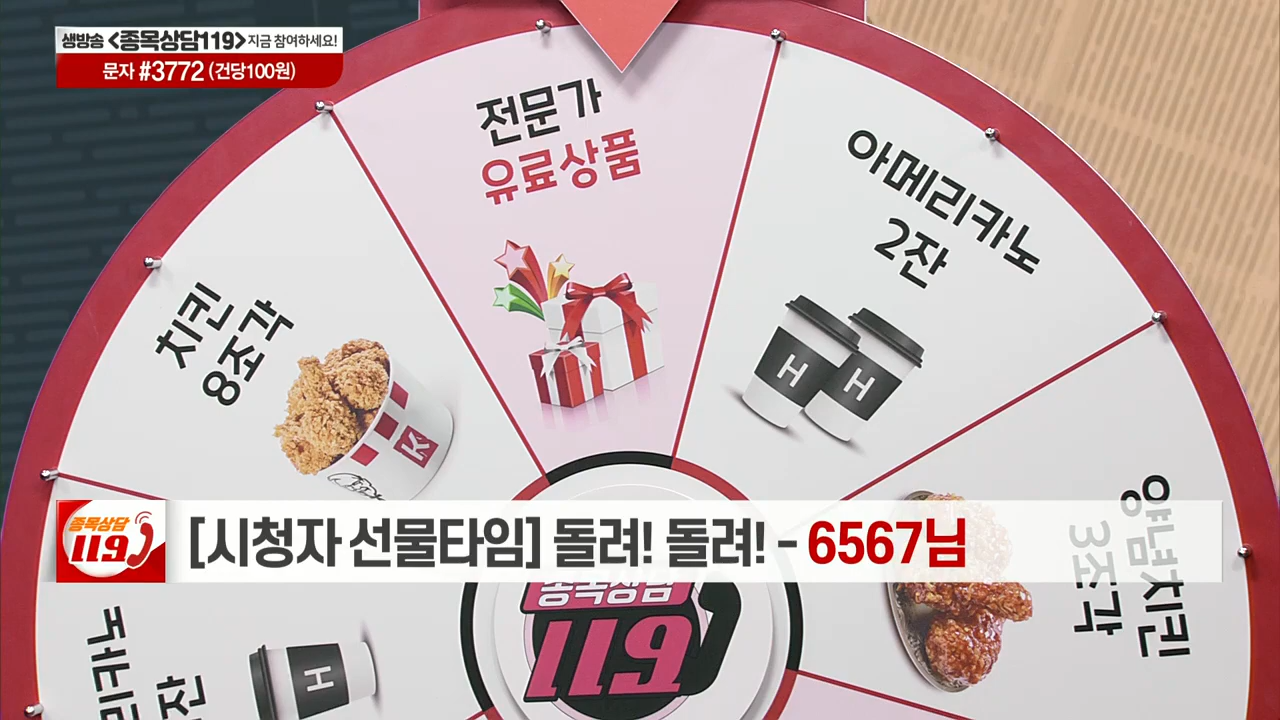 생방송 <종목상담119> 지금 참여하세요!
문자 #3772 (건당100원)
전문가
유료상품
아메리카노
2잔
H
H
치킨
8조각
K
양념치킨
3조각
종목상담
119
[시청자 선물타임] 돌려! 돌려! - 6567님
종목상담
119
리카노
잔
H